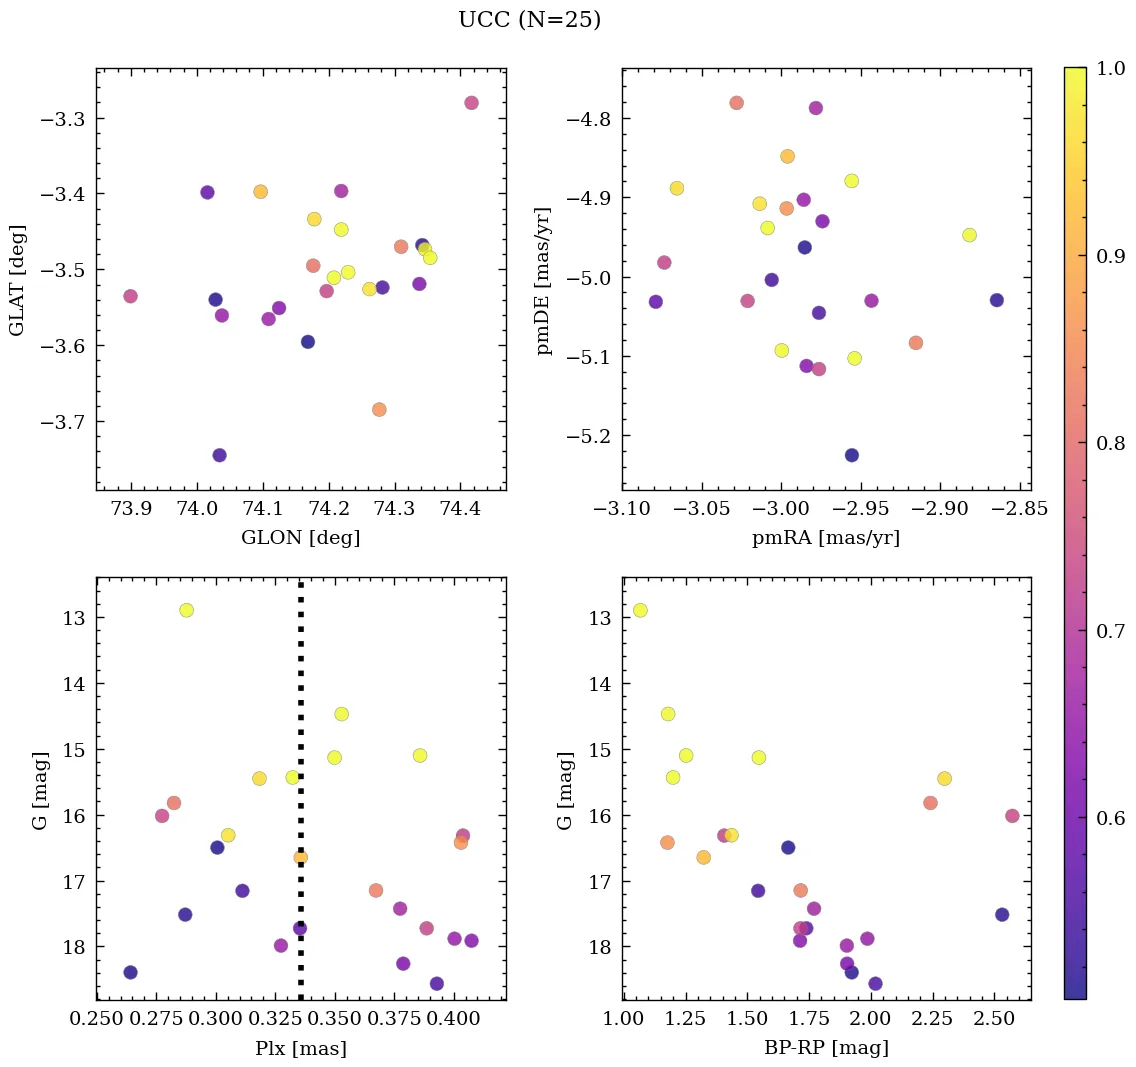 UCC (N=25)
−3.3
−3.4
−3.5
−3.6
−3.7
GLAT [deg]
73.9 74.0 74.1 74.2 74.3 74.4
GLON [deg]
−4.8
−4.9
−5.0
−5.1
−5.2
pmDE [mas/yr]
−3.10 −3.05 −3.00 −2.95 −2.90 −2.85
pmRA [mas/yr]
13
14
15
16
17
18
G [mag]
0.250 0.275 0.300 0.325 0.350 0.375 0.400
Plx [mas]
13
14
15
16
17
18
G [mag]
1.00 1.25 1.50 1.75 2.00 2.25 2.50
BP-RP [mag]
1.0
0.9
0.8
0.7
0.6